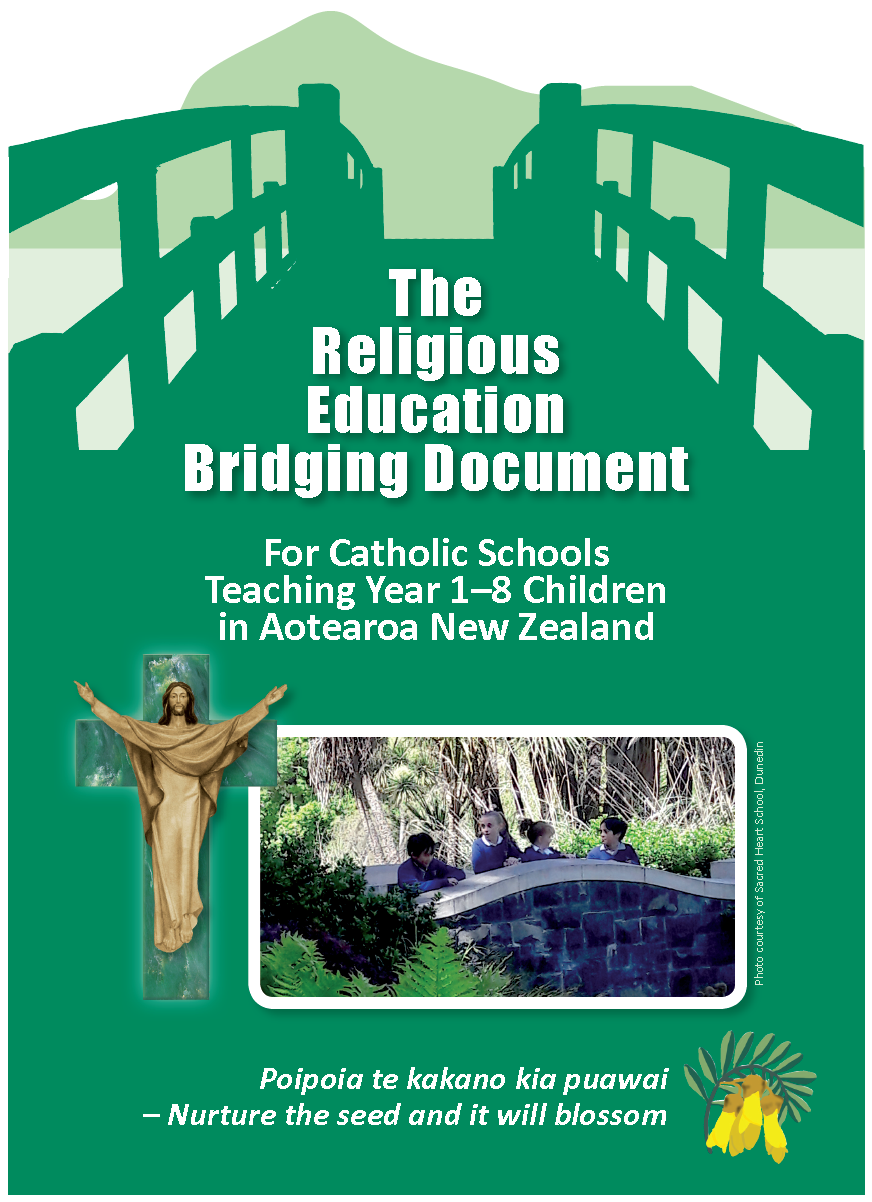 The
Religious
Education
Bridging Document
For Catholic Schools
Teaching Year 1–8 Children
in Aotearoa New Zealand
Photo courtesy of Sacred Heart School, Dunedin
Poipoia te kakano kia puawai
– Nurture the seed and it will blossom